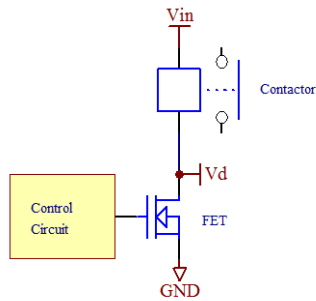 Vin
Contactor
Vd
Control
Circuit
FET
GND